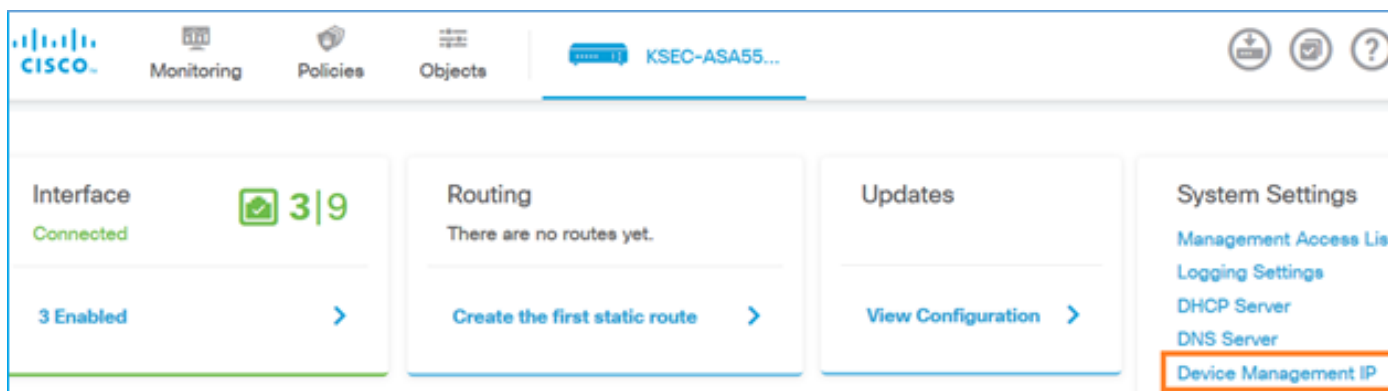 CISCO
Monitoring
Policies
Objects
KSEC-ASA55...
?
Interface
3|9
Connected
3 Enabled
Routing
There are no routes yet.
Create the first static route
Updates
View Configuration
System Settings
Management Access Lis
Logging Settings
DHCP Server
DNS Server
Device Management IP